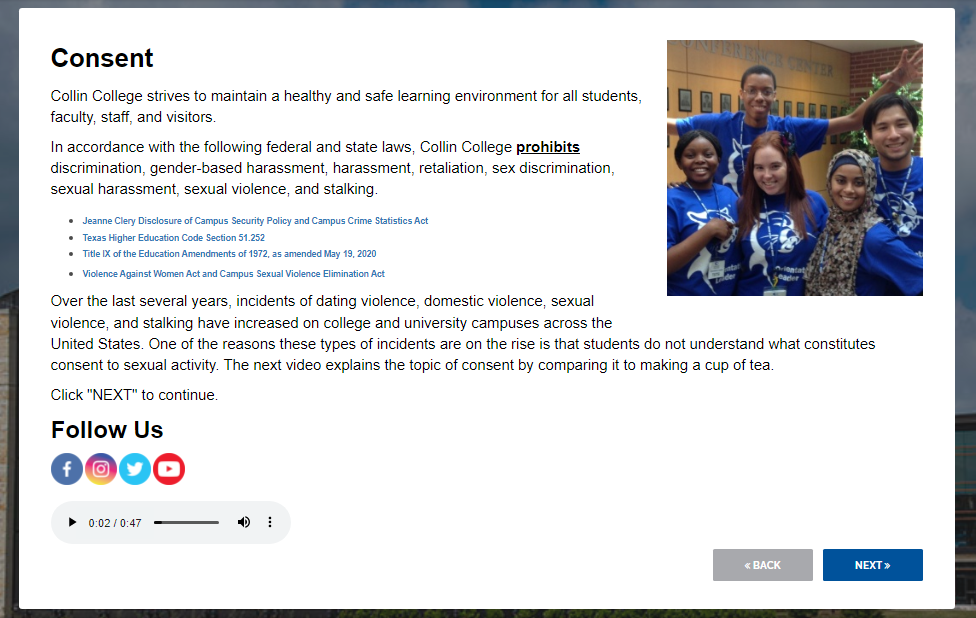 Consent
Collin College strives to maintain a healthy and safe learning environment for all students,
faculty, staff, and visitors.
In accordance with the following federal and state laws, Collin College prohibits
discrimination, gender-based harassment, harassment, retaliation, sex discrimination,
sexual harassment, sexual violence, and stalking.
Jeanne Clery Disclosure of Campus Security Policy and Campus Crime Statistics Act
Texas Higher Education Code Section 51.252
Title IX of the Education Amendments of 1972, as amended May 19, 2020
Violence Against Women Act and Campus Sexual Violence Elimination Act
Over the last several years, incidents of dating violence, domestic violence, sexual
violence, and stalking have increased on college and university campuses across the
United States. One of the reasons these types of incidents are on the rise is that students do not understand what constitutes
consent to sexual activity. The next video explains the topic of consent by comparing it to making a cup of tea.
Click "NEXT" to continue.
Follow Us
0:02 / 0:47
« BACK
NEXT »
CENTER
Leader